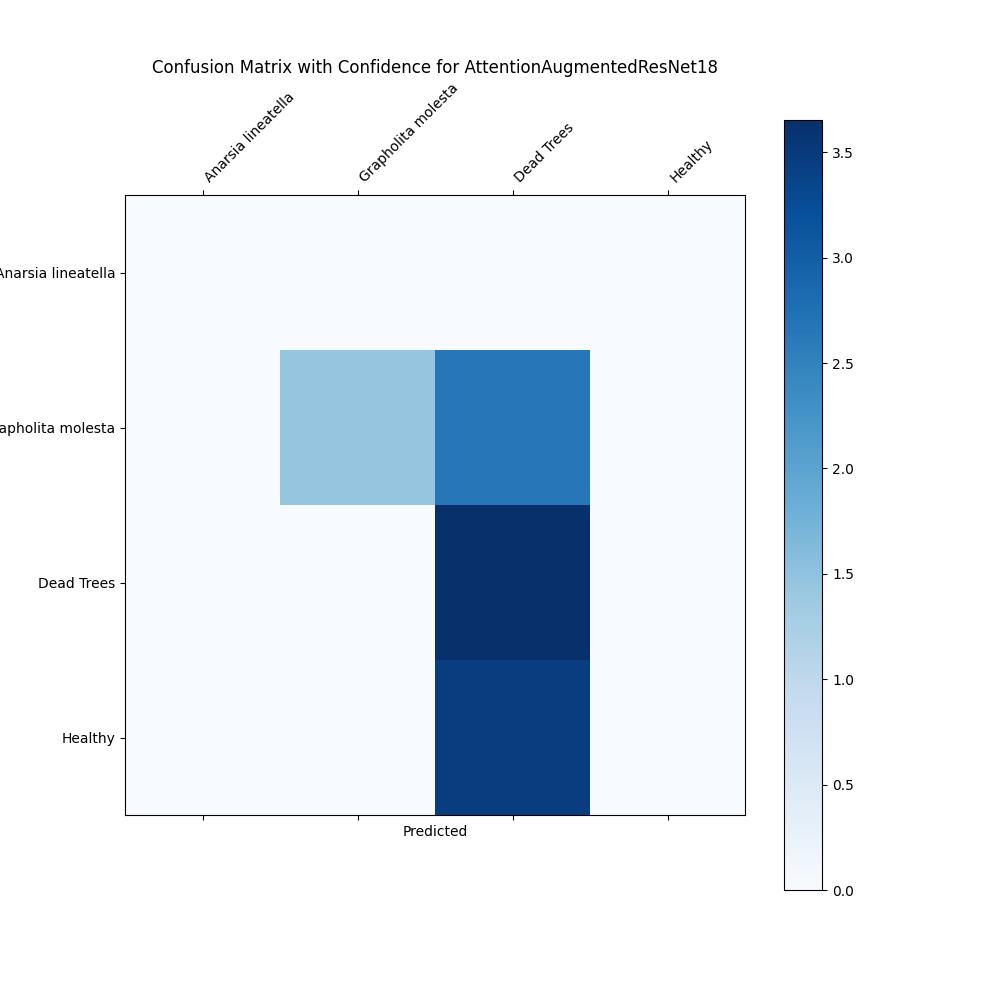 Confusion Matrix with Confidence for AttentionAugmentedResNet18
Anarsia lineatella
Grapholita molesta
Dead Trees
Healthy
Anarsia lineatella
apholita molesta
Dead Trees
Healthy
Predicted
3.5
3.0
2.5
2.0
1.5
1.0
0.5
0.0